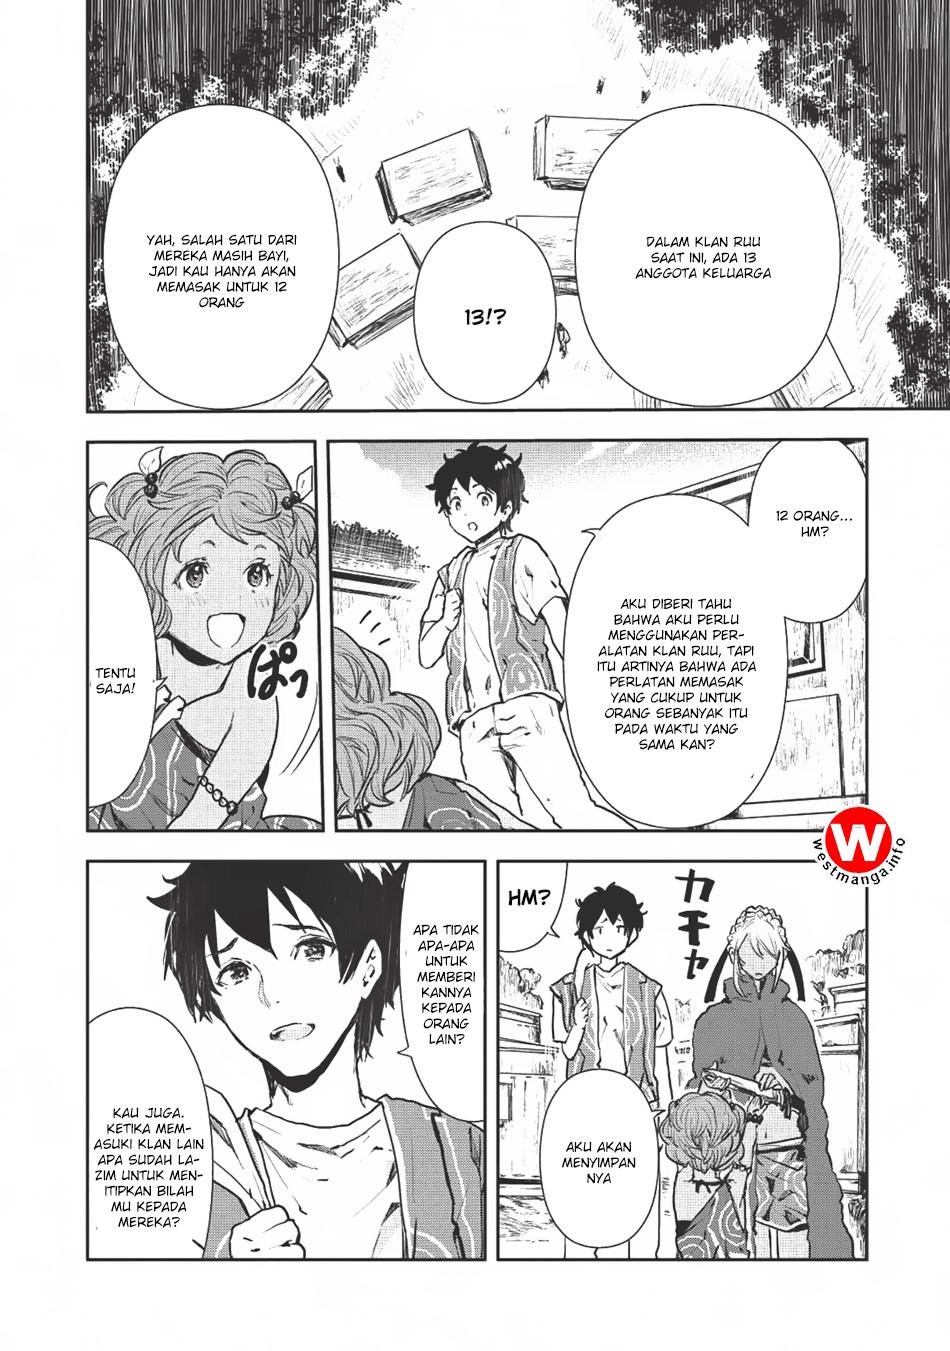 DALAM KLAN RUU
SAAT INI, ADA 13
ANGGOTA KELUARGA
13!?
YAH, SALAH SATU DARI
MEREKA MASIH BAYI,
JADI KAU HANYA AKAN
MEMASAK UNTUK 12
ORANG
12 ORANG...
HM?
AKU DIBERI TAHU
BAHWA AKU PERLU
MENGGUNAKAN PER-
ALATAN KLAN RUU, TAPI
ITU ARTINYA BAHWA ADA
PERLATAN MEMASAK
YANG CUKUP UNTUK
ORANG SEBANYAK ITU
PADA WAKTU YANG
SAMA KAN?
TENTU
SAJA!
ぱっ
W
westmanga.info
カチャ
HM?
AKU AKAN
MENYIMPAN
NYA
APA TIDAK
APA-APA
UNTUK
MEMBERI
KANNYA
KEPADA
ORANG
LAIN?
KAU JUGA.
KETIKA MEM-
ASUKI KLAN LAIN
APA SUDAH LA-
ZIM UNTUK MEN-
ITIPKAN BILAH
MU KEPADA
MEREKA?